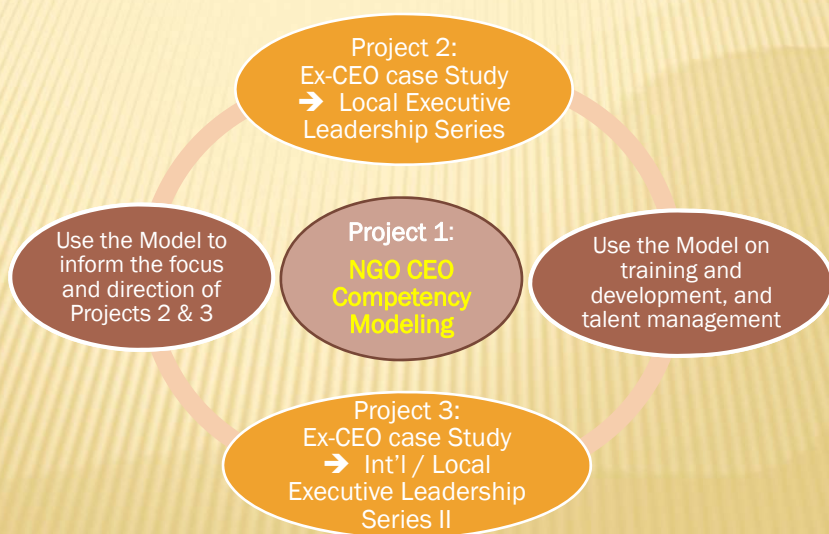 Project 2:
Ex-CEO case Study
➔ Local Executive
Leadership Series
Use the Model to
inform the focus
and direction of
Projects 2 & 3
Project 1:
NGO CEO
Competency
Modeling
Use the Model on
training and
development, and
talent management
Project 3:
Ex-CEO case Study
➔ Int'l / Local
Executive Leadership
Series II